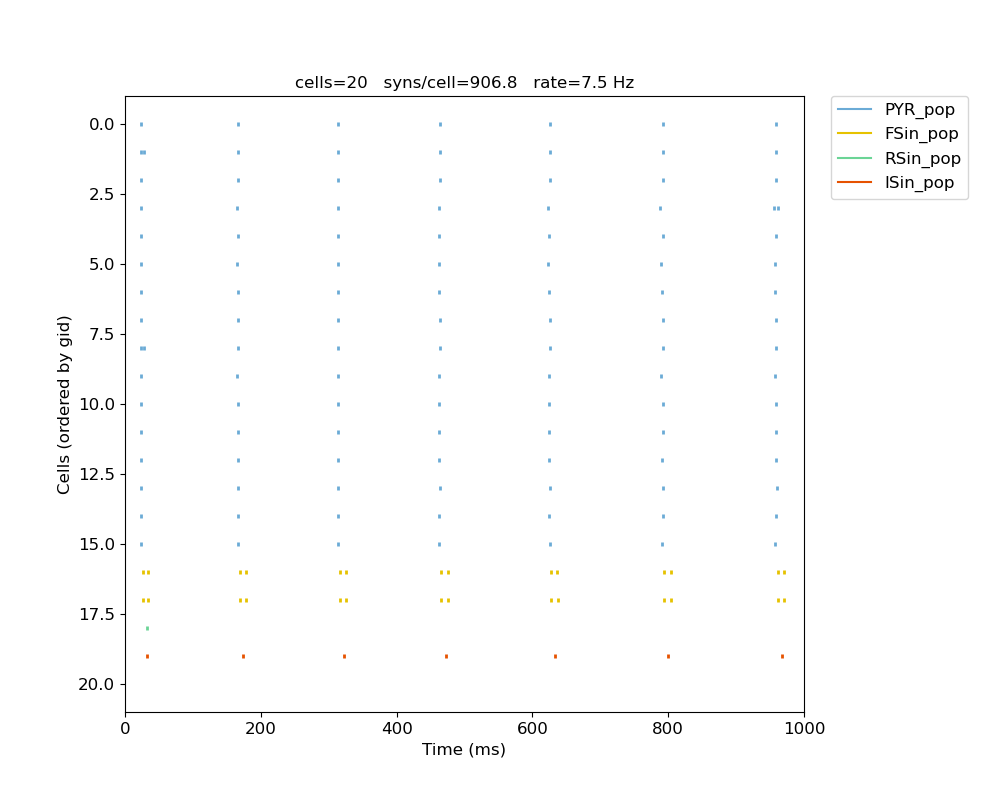 cells=20 syns/cell=906.8 rate=7.5 Hz
PYR_pop
FSin_pop
RSin_pop
ISin_pop
Cells (ordered by gid)
0.0
2.5
5.0
7.5
10.0
12.5
15.0
17.5
20.0
0 200 400 600 800 1000
Time (ms)